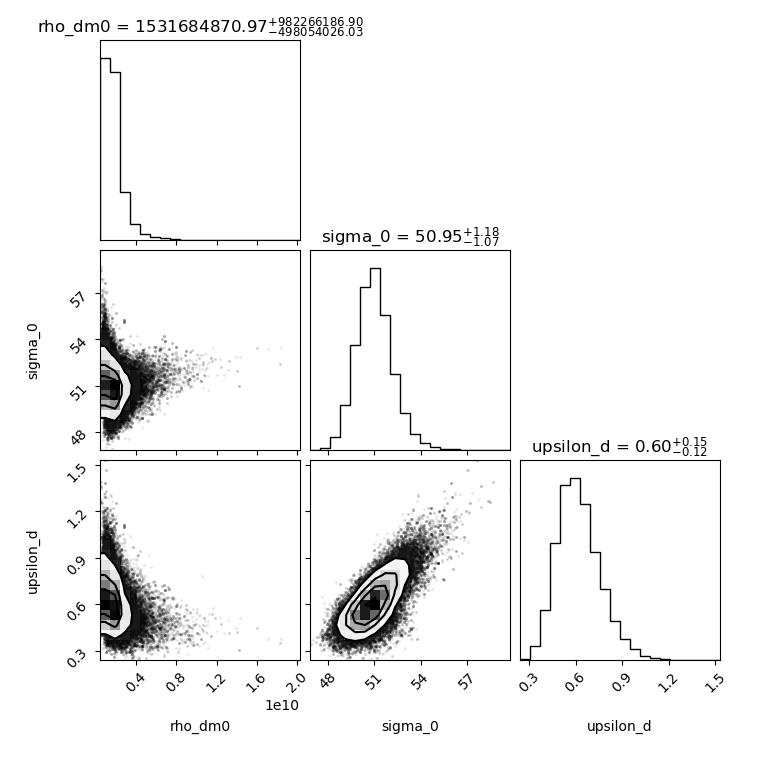 rho_dm0 = 1531684870.97+982266186.90−498054026.03
sigma_0 = 50.95+1.18−1.07
57
54
51
48
sigma_0
upsilon_d = 0.60+0.15−0.12
1.5
1.2
0.9
0.6
0.3
upsilon_d
0.4 0.8 1.2 1.6 2.0
1e10
rho_dm0
48 51 54 57
sigma_0
0.3 0.6 0.9 1.2 1.5
upsilon_d